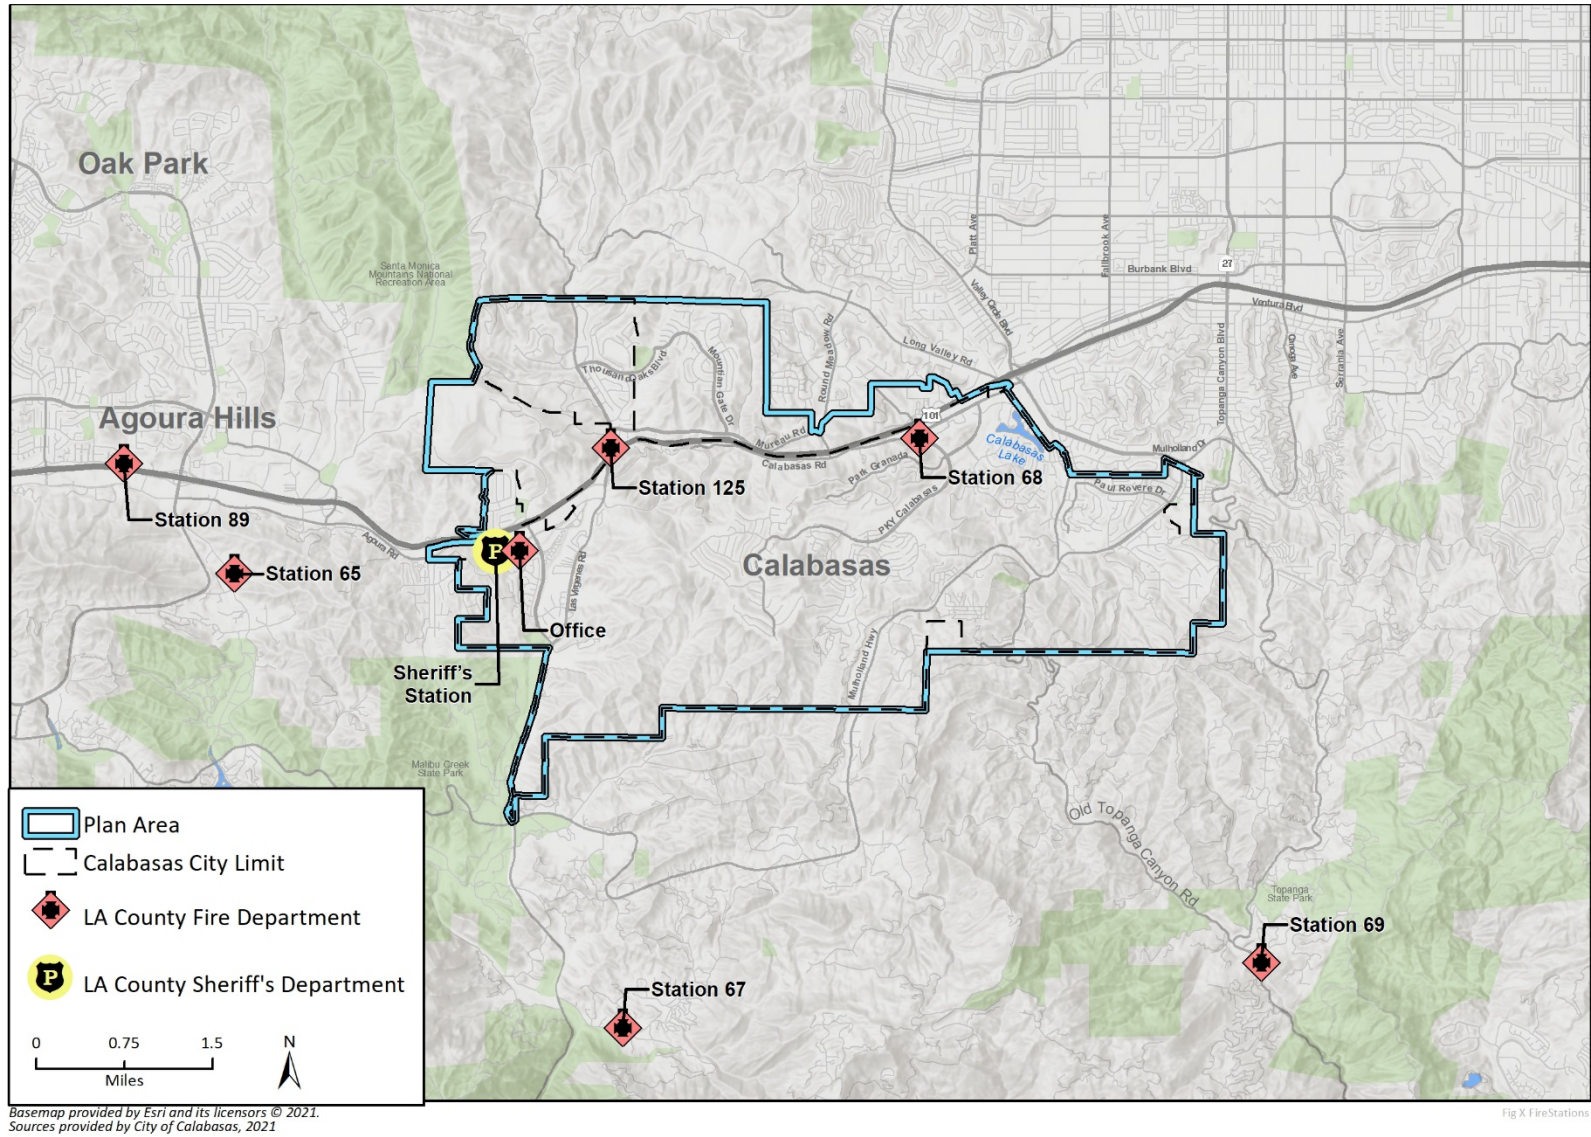 Oak Park
Santa Monica
Mountains National
Recreation Area
Platt Ave
Fallbrook Ave
27
Burbank Blvd
Ventura Blvd
Valley Circle Blvd
Long Valley Rd
Round Meadow Rd
Topanga Canyon Blvd
Serrania Ave
Thousand Oaks Blvd
Mountain Gate Dr
Agoura Hills
101
Mureau Rd
Calabasas Rd
Calabasas
Lake
Mulholland Dr
Park Granada
Station 68
Station 125
Paul Revere Dr
PKY Calabasas
Station 89
Agoura Rd
P
Station 65
Las Virgenes Rd
Calabasas
Office
Sheriff's
Station
Mulholland Hwy
Malibu Creek
State Park
Old Topanga Canyon Rd
Topanga
State Park
Station 69
Station 67
Plan Area
Calabasas City Limit
LA County Fire Department
P
LA County Sheriff's Department
0 0.75 1.5
Miles
N
Basemap provided by Esri and its licensors © 2021.
Sources provided by City of Calabasas, 2021
Fig X FireStations